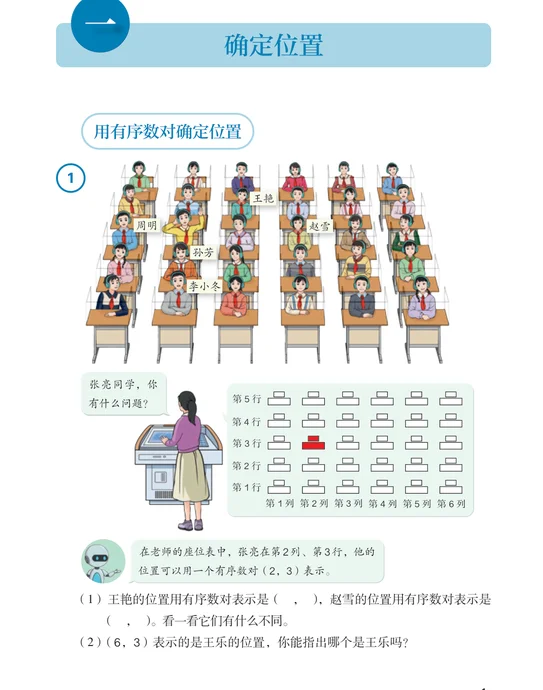 一
确定位置
用有序数对确定位置
1
王艳
周明
赵雪
孙芳
李小冬
张亮同学，你
有什么问题？
第5行
第4行
第3行
第2行
第1行
第1列 第2列 第3列 第4列 第5列 第6列
在老师的座位表中，张亮在第2列、第3行，他的
位置可以用一个有序数对（2，3）表示。
（1）王艳的位置用有序数对表示是（　，　），赵雪的位置用有序数对表示是
（　，　）。看一看它们有什么不同。
（2）（6，3）表示的是王乐的位置，你能指出哪个是王乐吗？